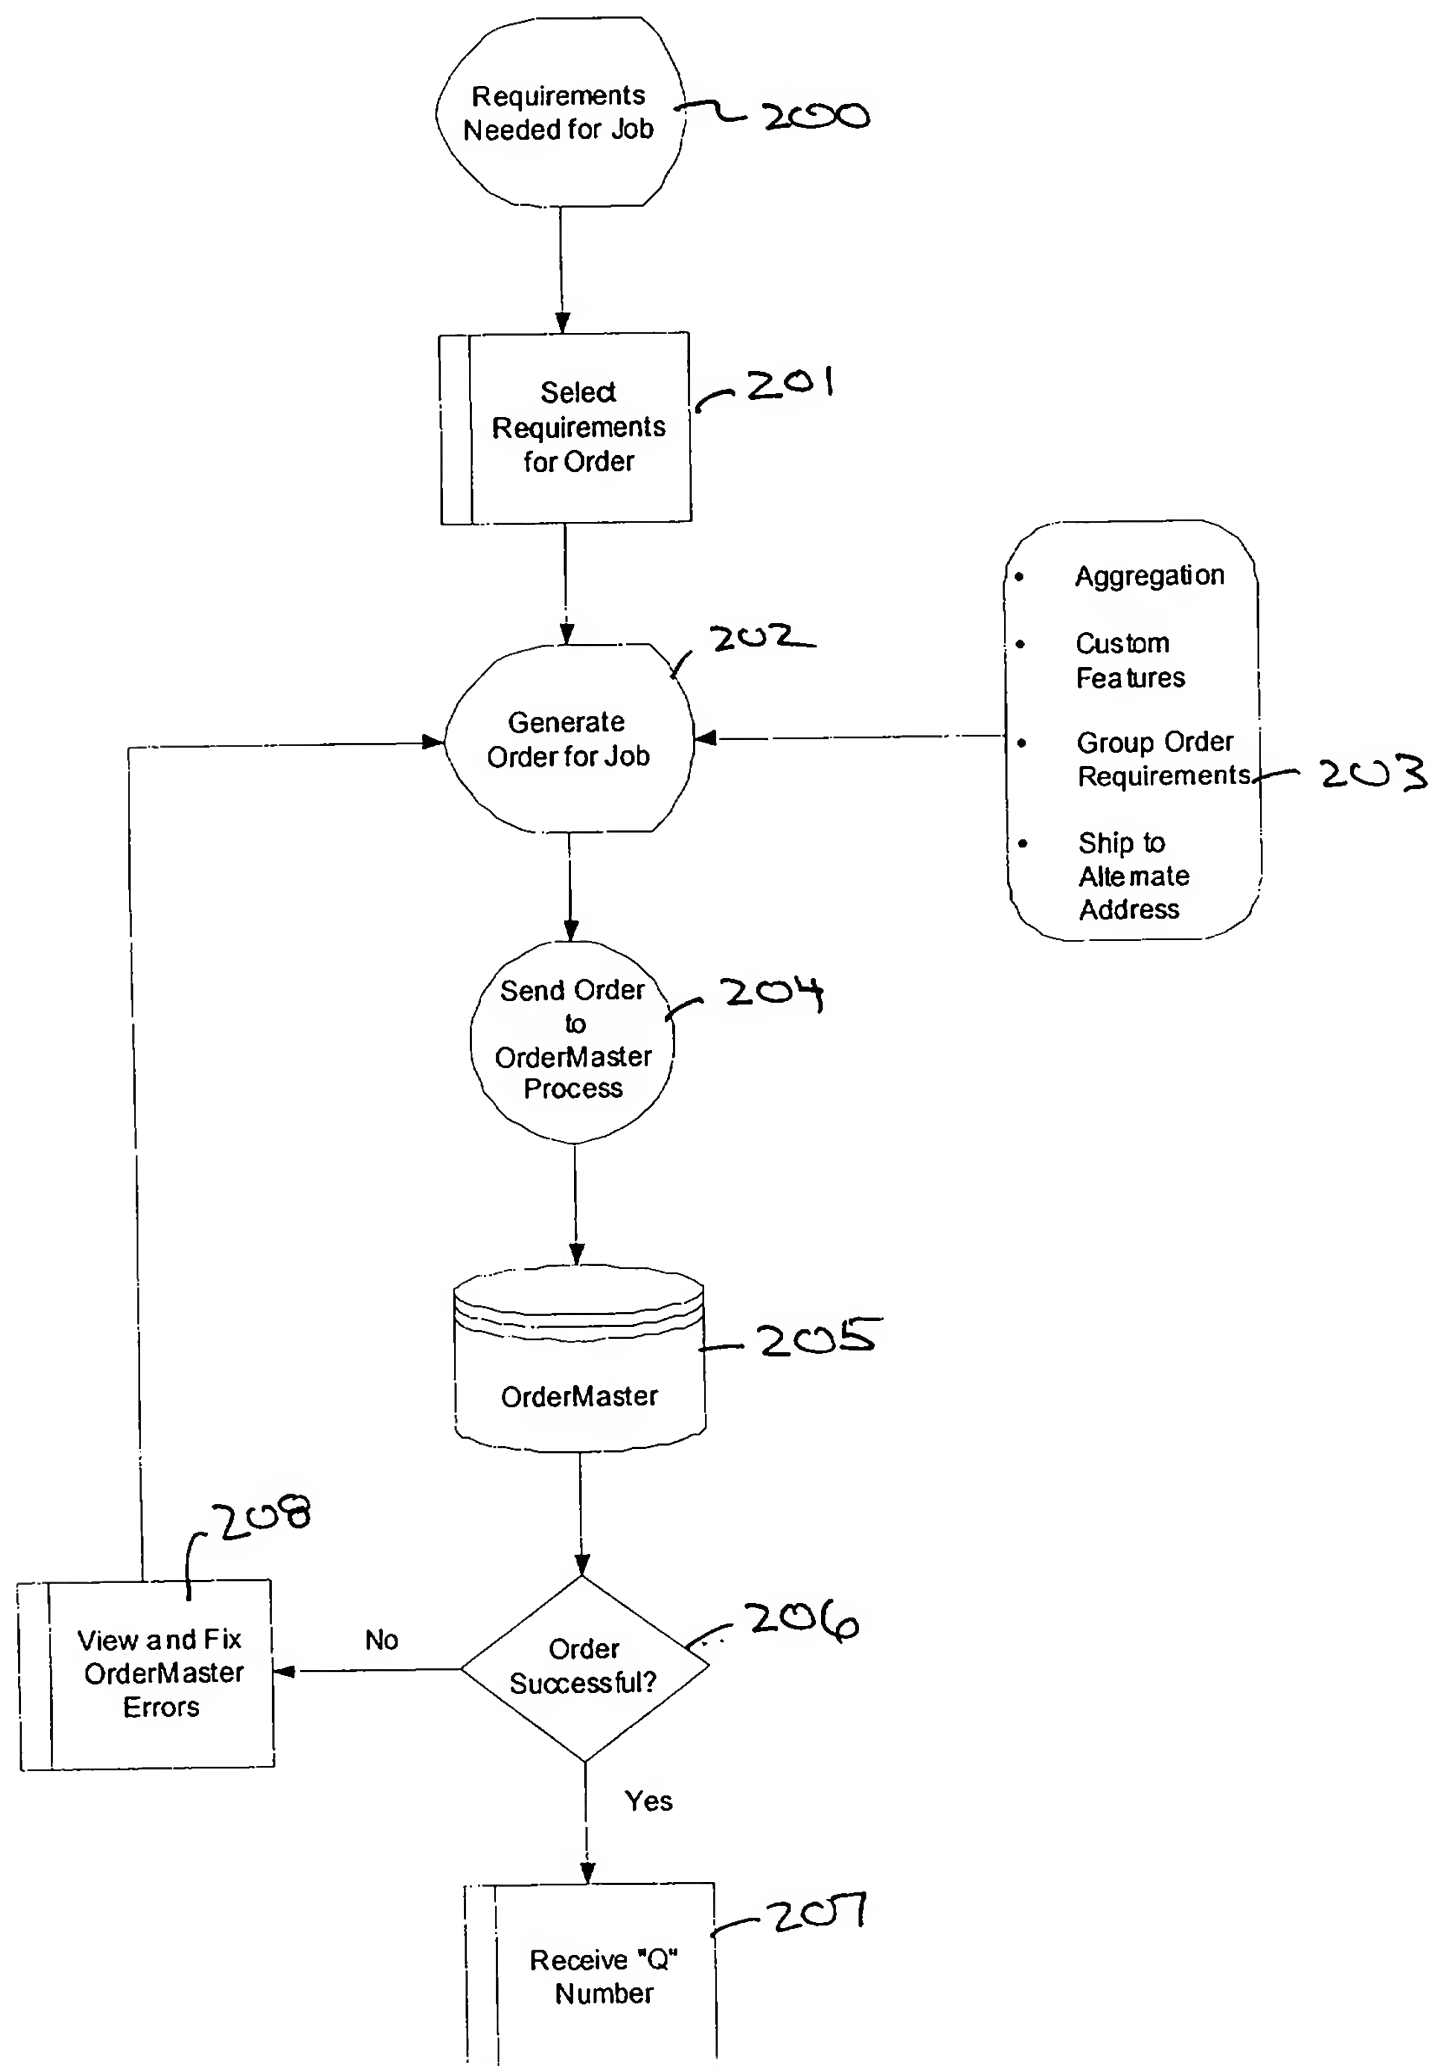 Requirements
Needed for Job
200
Select
Requirements
for Order
201
• Aggregation
• Custom
Features
• Group Order
Requirements
• Ship to
Alternate
Address
203
202
Generate
Order for Job
Send Order
to
OrderMaster
Process
204
205
OrderMaster
208
View and Fix
OrderMaster
Errors
No
206
Order
Successful?
Yes
207
Receive "Q"
Number